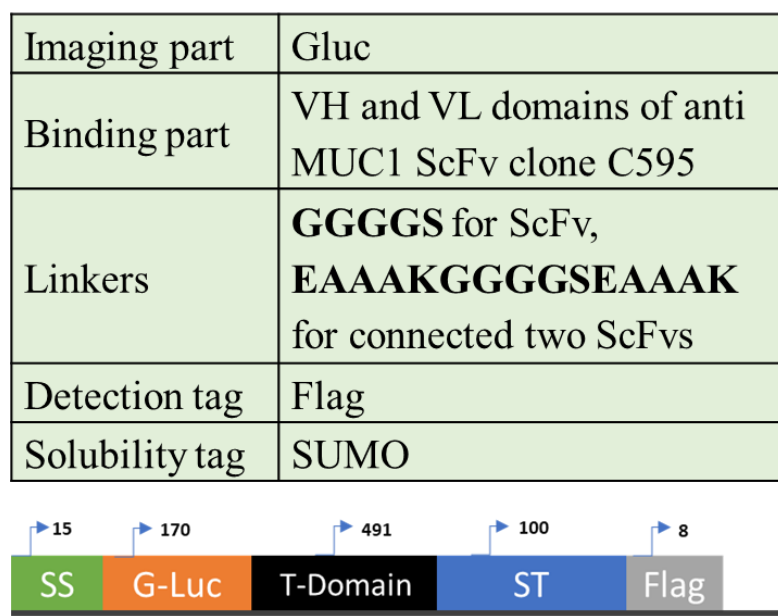 Imaging part Gluc
Binding part VH and VL domains of anti
MUC1 ScFv clone C595
Linkers GGGGS for ScFv,
EAAAKGGGGSEAAAK
for connected two ScFvs
Detection tag Flag
Solubility tag SUMO
15 170 491 100 8
SS G-Luc T-Domain ST Flag